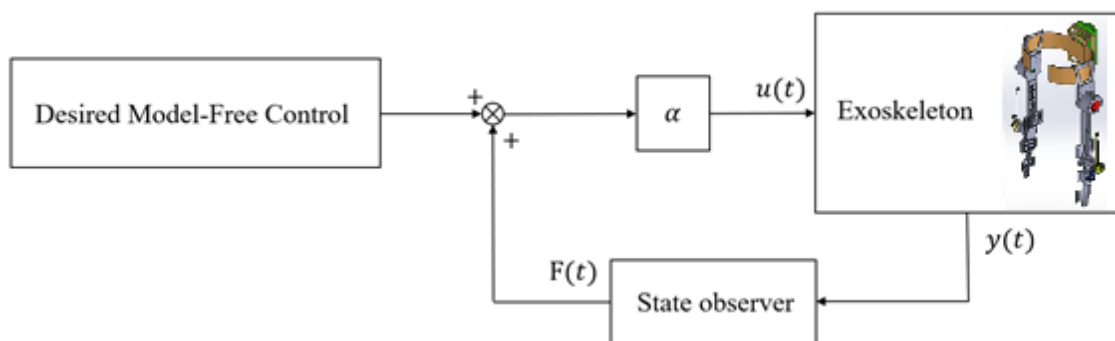 Desired Model-Free Control
+
+
α
u(t)
Exoskeleton
y(t)
F(t)
State observer